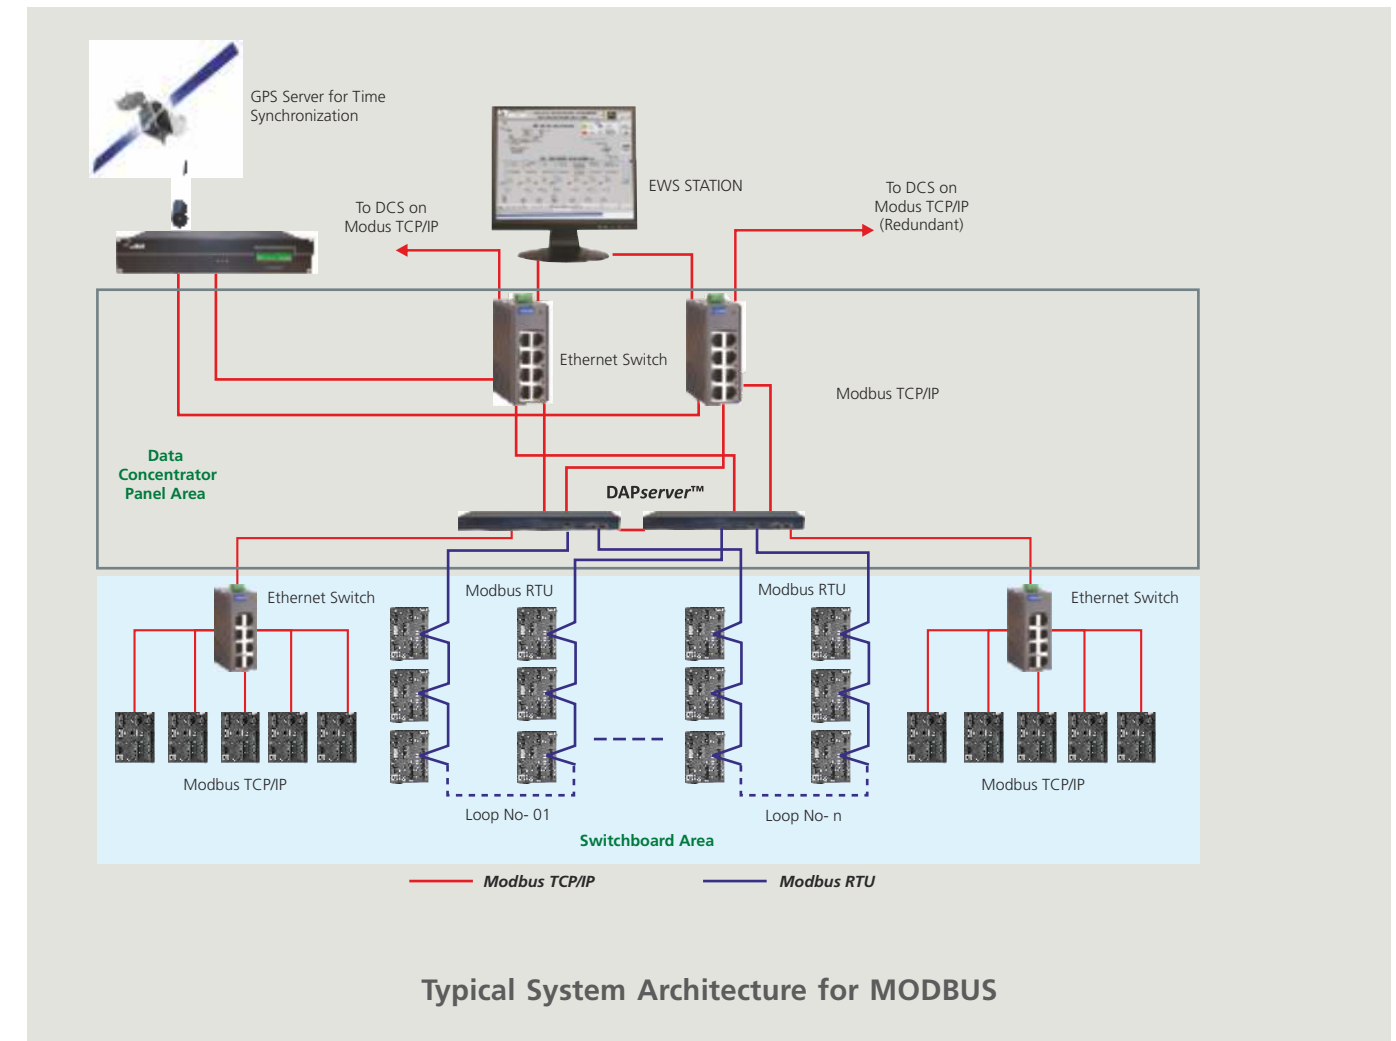 GPS Server for Time
Synchronization
EWS STATION
To DCS on
Modus TCP/IP
To DCS on
Modus TCP/IP
(Redundant)
Ethernet Switch
Modbus TCP/IP
Data
Concentrator
Panel Area
DAPserver™
Ethernet Switch
Modbus RTU
Modbus RTU
Ethernet Switch
Modbus TCP/IP
Modbus TCP/IP
Loop No- 01
Loop No- n
Switchboard Area
Modbus TCP/IP
Modbus RTU
Typical System Architecture for MODBUS